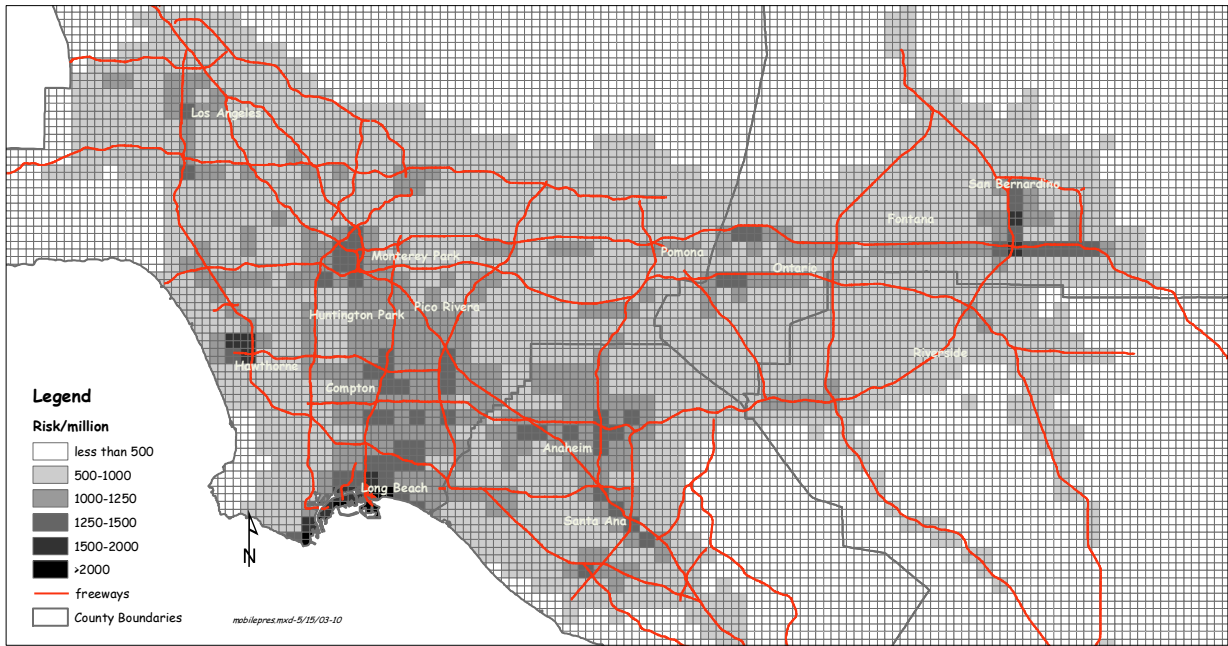 Los Angeles
San Bernardino
Fontana
Monterey Park
Pomona
Ontario
Pico Rivera
Huntington Park
Riverside
Hawthorne
Compton
Anaheim
Long Beach
Santa Ana
Legend
Risk/million
less than 500
500-1000
1000-1250
1250-1500
1500-2000
>2000
freeways
County Boundaries
N
mobilepres.mxd-5/15/03-10